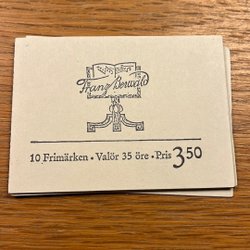 Franz Berwald
10 Frimärken • Valör 35 öre • Pris 3 50